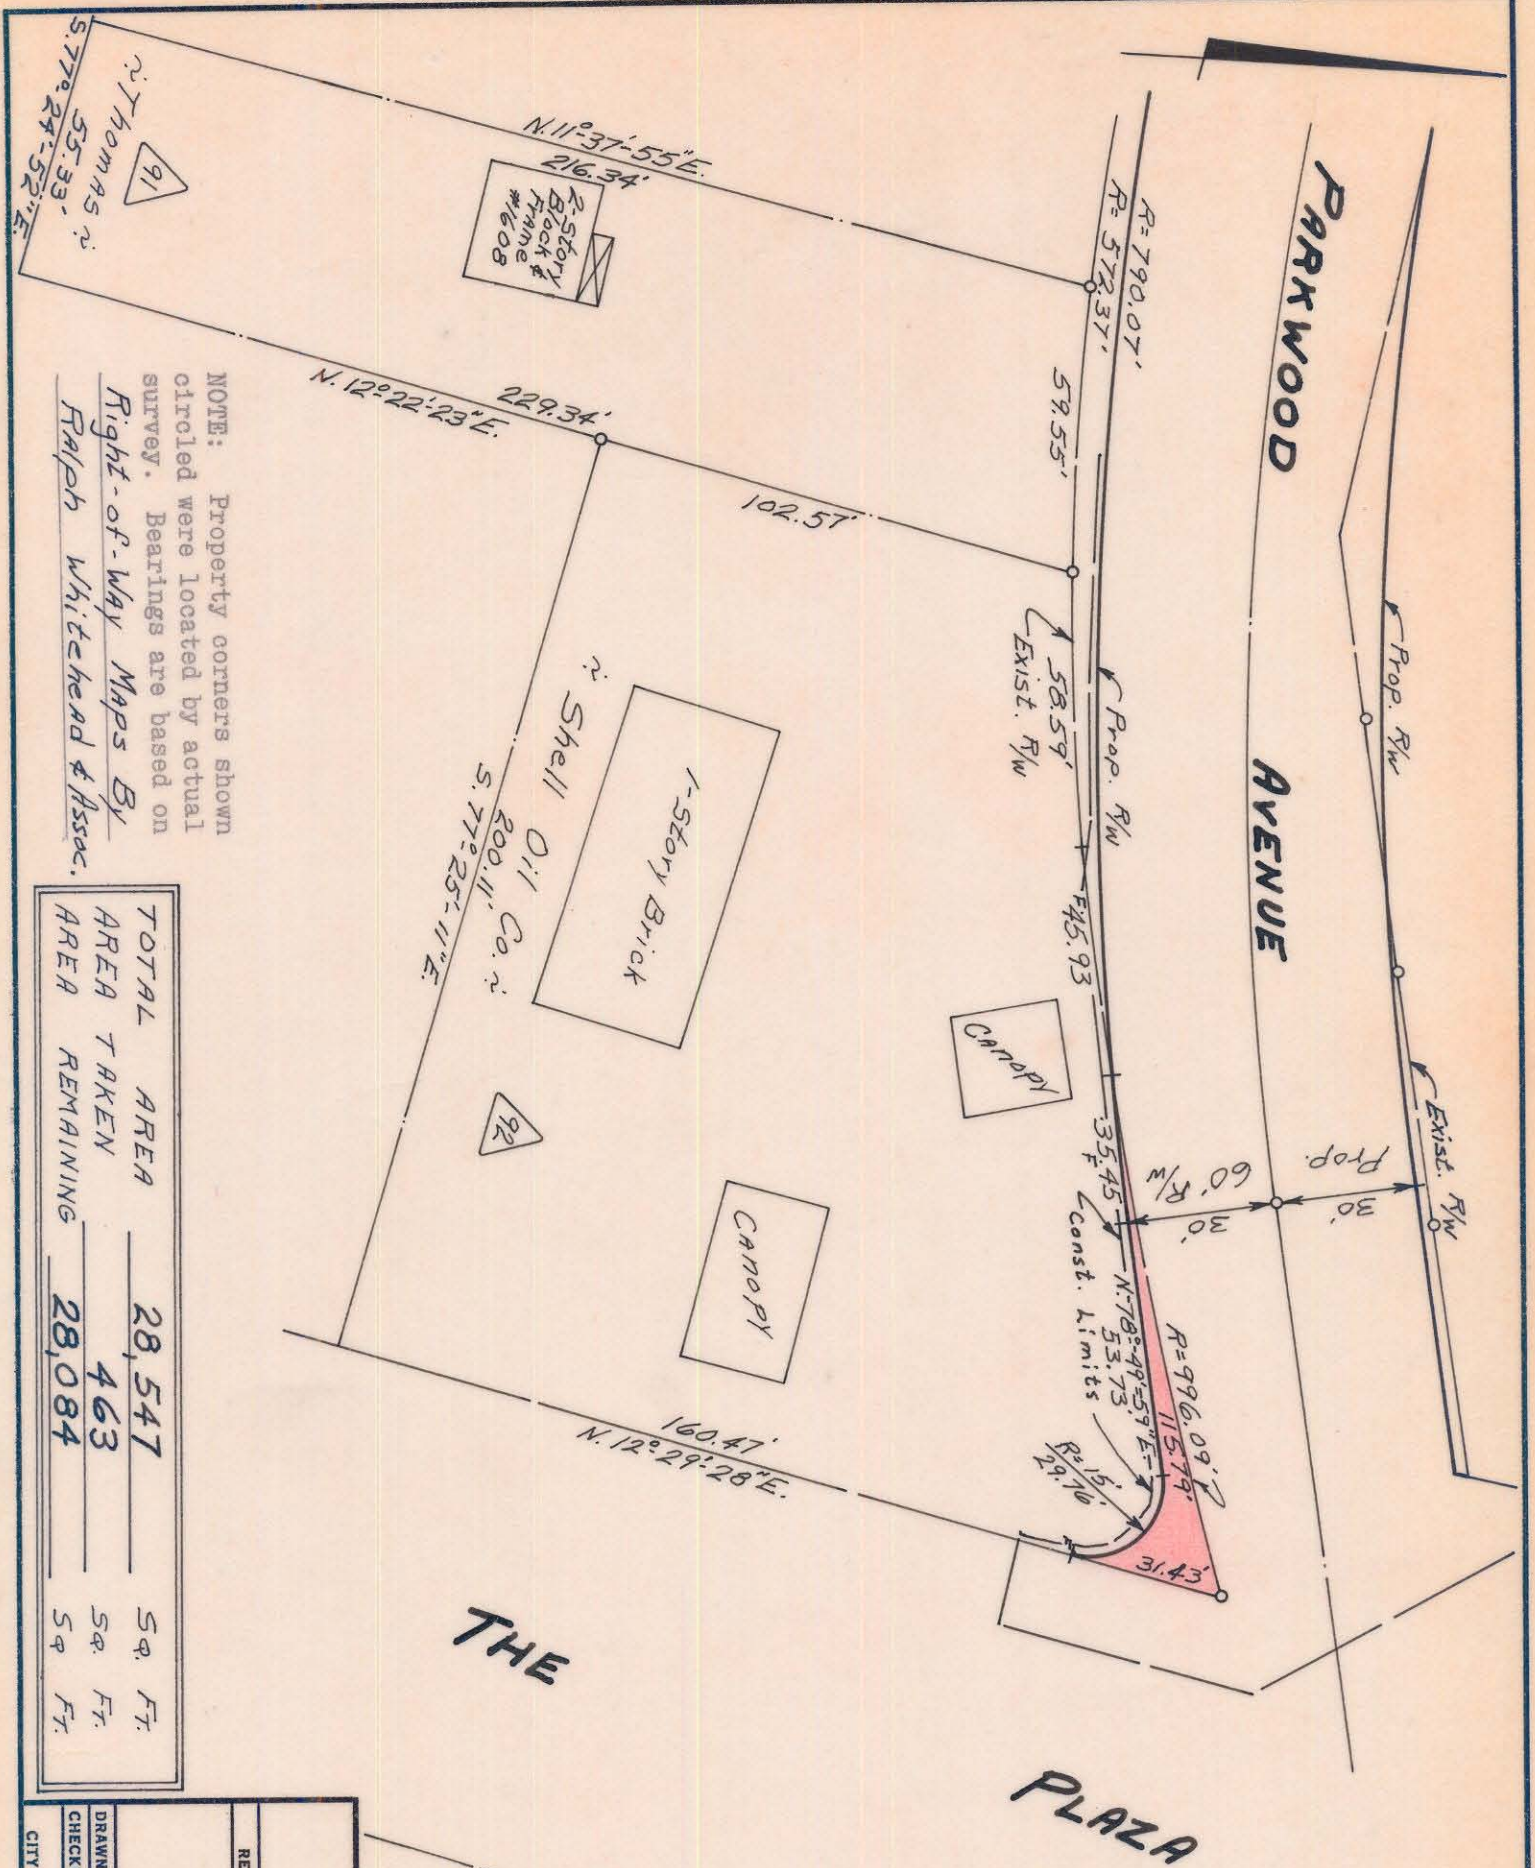 PARKWOOD AVENUE
Prop. R/W
Exist. R/W
Prop.
30'
60' R/W
30'
R=790.07'
R= 572.37'
59.55'
Prop. R/W
58.59'
Exist. R/W
45.93
35.45
F
Const. Limits
N.78°-49'-59"E
53.73'
R=996.09'
115.79'
R=15'
29.76'
31.43'
N.11°-37'-55"E.
216.34'
2-Story
Block &
Frame
#1608
91
~ Thomas ~
55.33'
S.77°-24'-52"E.
N.12°-22'-23"E.
229.34'
102.57'
1-Story Brick
~ Shell Oil Co. ~
200.11'
S.77°-25'-11"E.
CANOPY
92
CANOPY
160.47'
N.12°-29'-28"E.
THE PLAZA
NOTE: Property corners shown
circled were located by actual
survey. Bearings are based on
Right-of-Way Maps By
Ralph Whitehead & Assoc.
TOTAL AREA 28,547 SQ. FT.
AREA TAKEN 463 SQ. FT.
AREA REMAINING 28,084 SQ FT.
RE
DRAWN
CHECK
CITY